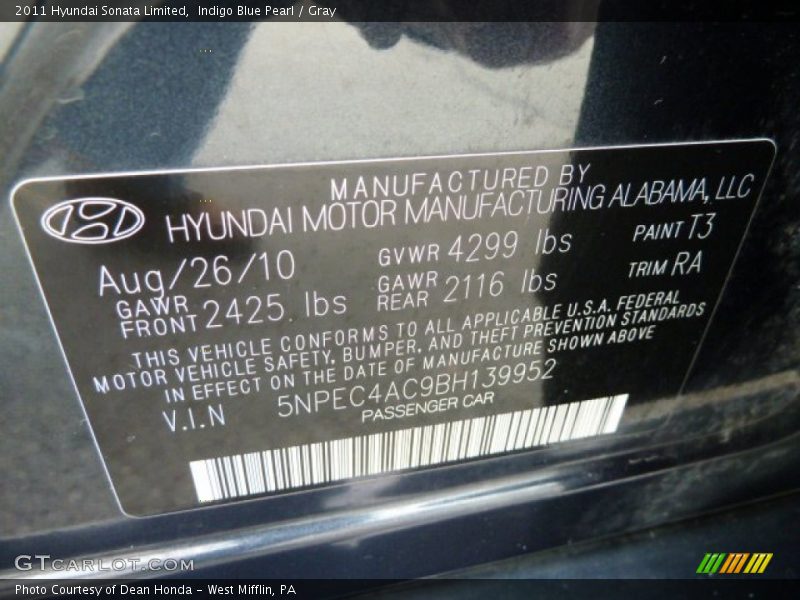 2011 Hyundai Sonata Limited, Indigo Blue Pearl / Gray
MANUFACTURED BY
HYUNDAI MOTOR MANUFACTURING ALABAMA, LLC
Aug/26/10 GVWR 4299 lbs PAINT T3
GAWR FRONT 2425 lbs GAWR REAR 2116 lbs TRIM RA
THIS VEHICLE CONFORMS TO ALL APPLICABLE U.S.A. FEDERAL
MOTOR VEHICLE SAFETY, BUMPER, AND THEFT PREVENTION STANDARDS
IN EFFECT ON THE DATE OF MANUFACTURE SHOWN ABOVE
V.I.N 5NPEC4AC9BH139952
PASSENGER CAR
GTCARLOT.COM
Photo Courtesy of Dean Honda - West Mifflin, PA